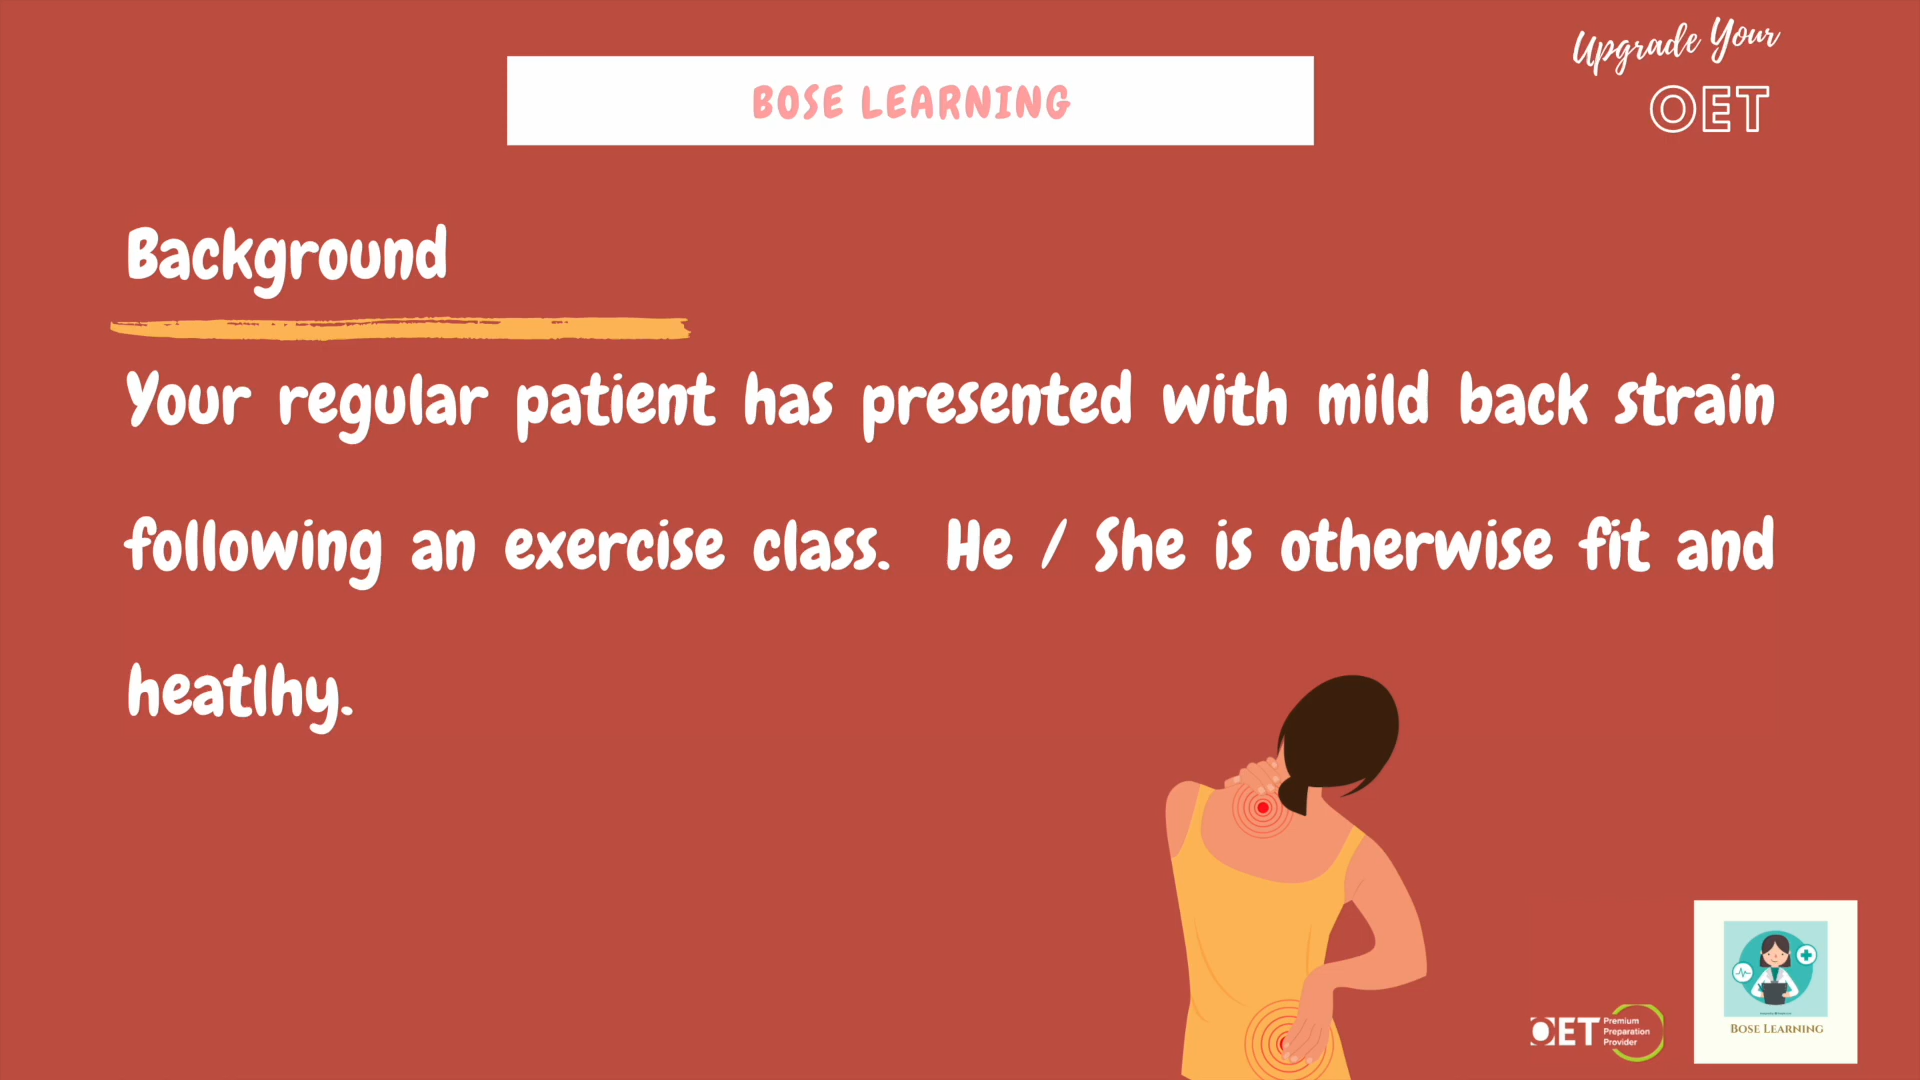 Upgrade Your
OET
BOSE LEARNING
Background
Your regular patient has presented with mild back strain
following an exercise class. He / She is otherwise fit and
heatlhy.
OET Premium
Preparation
Provider
BOSE LEARNING